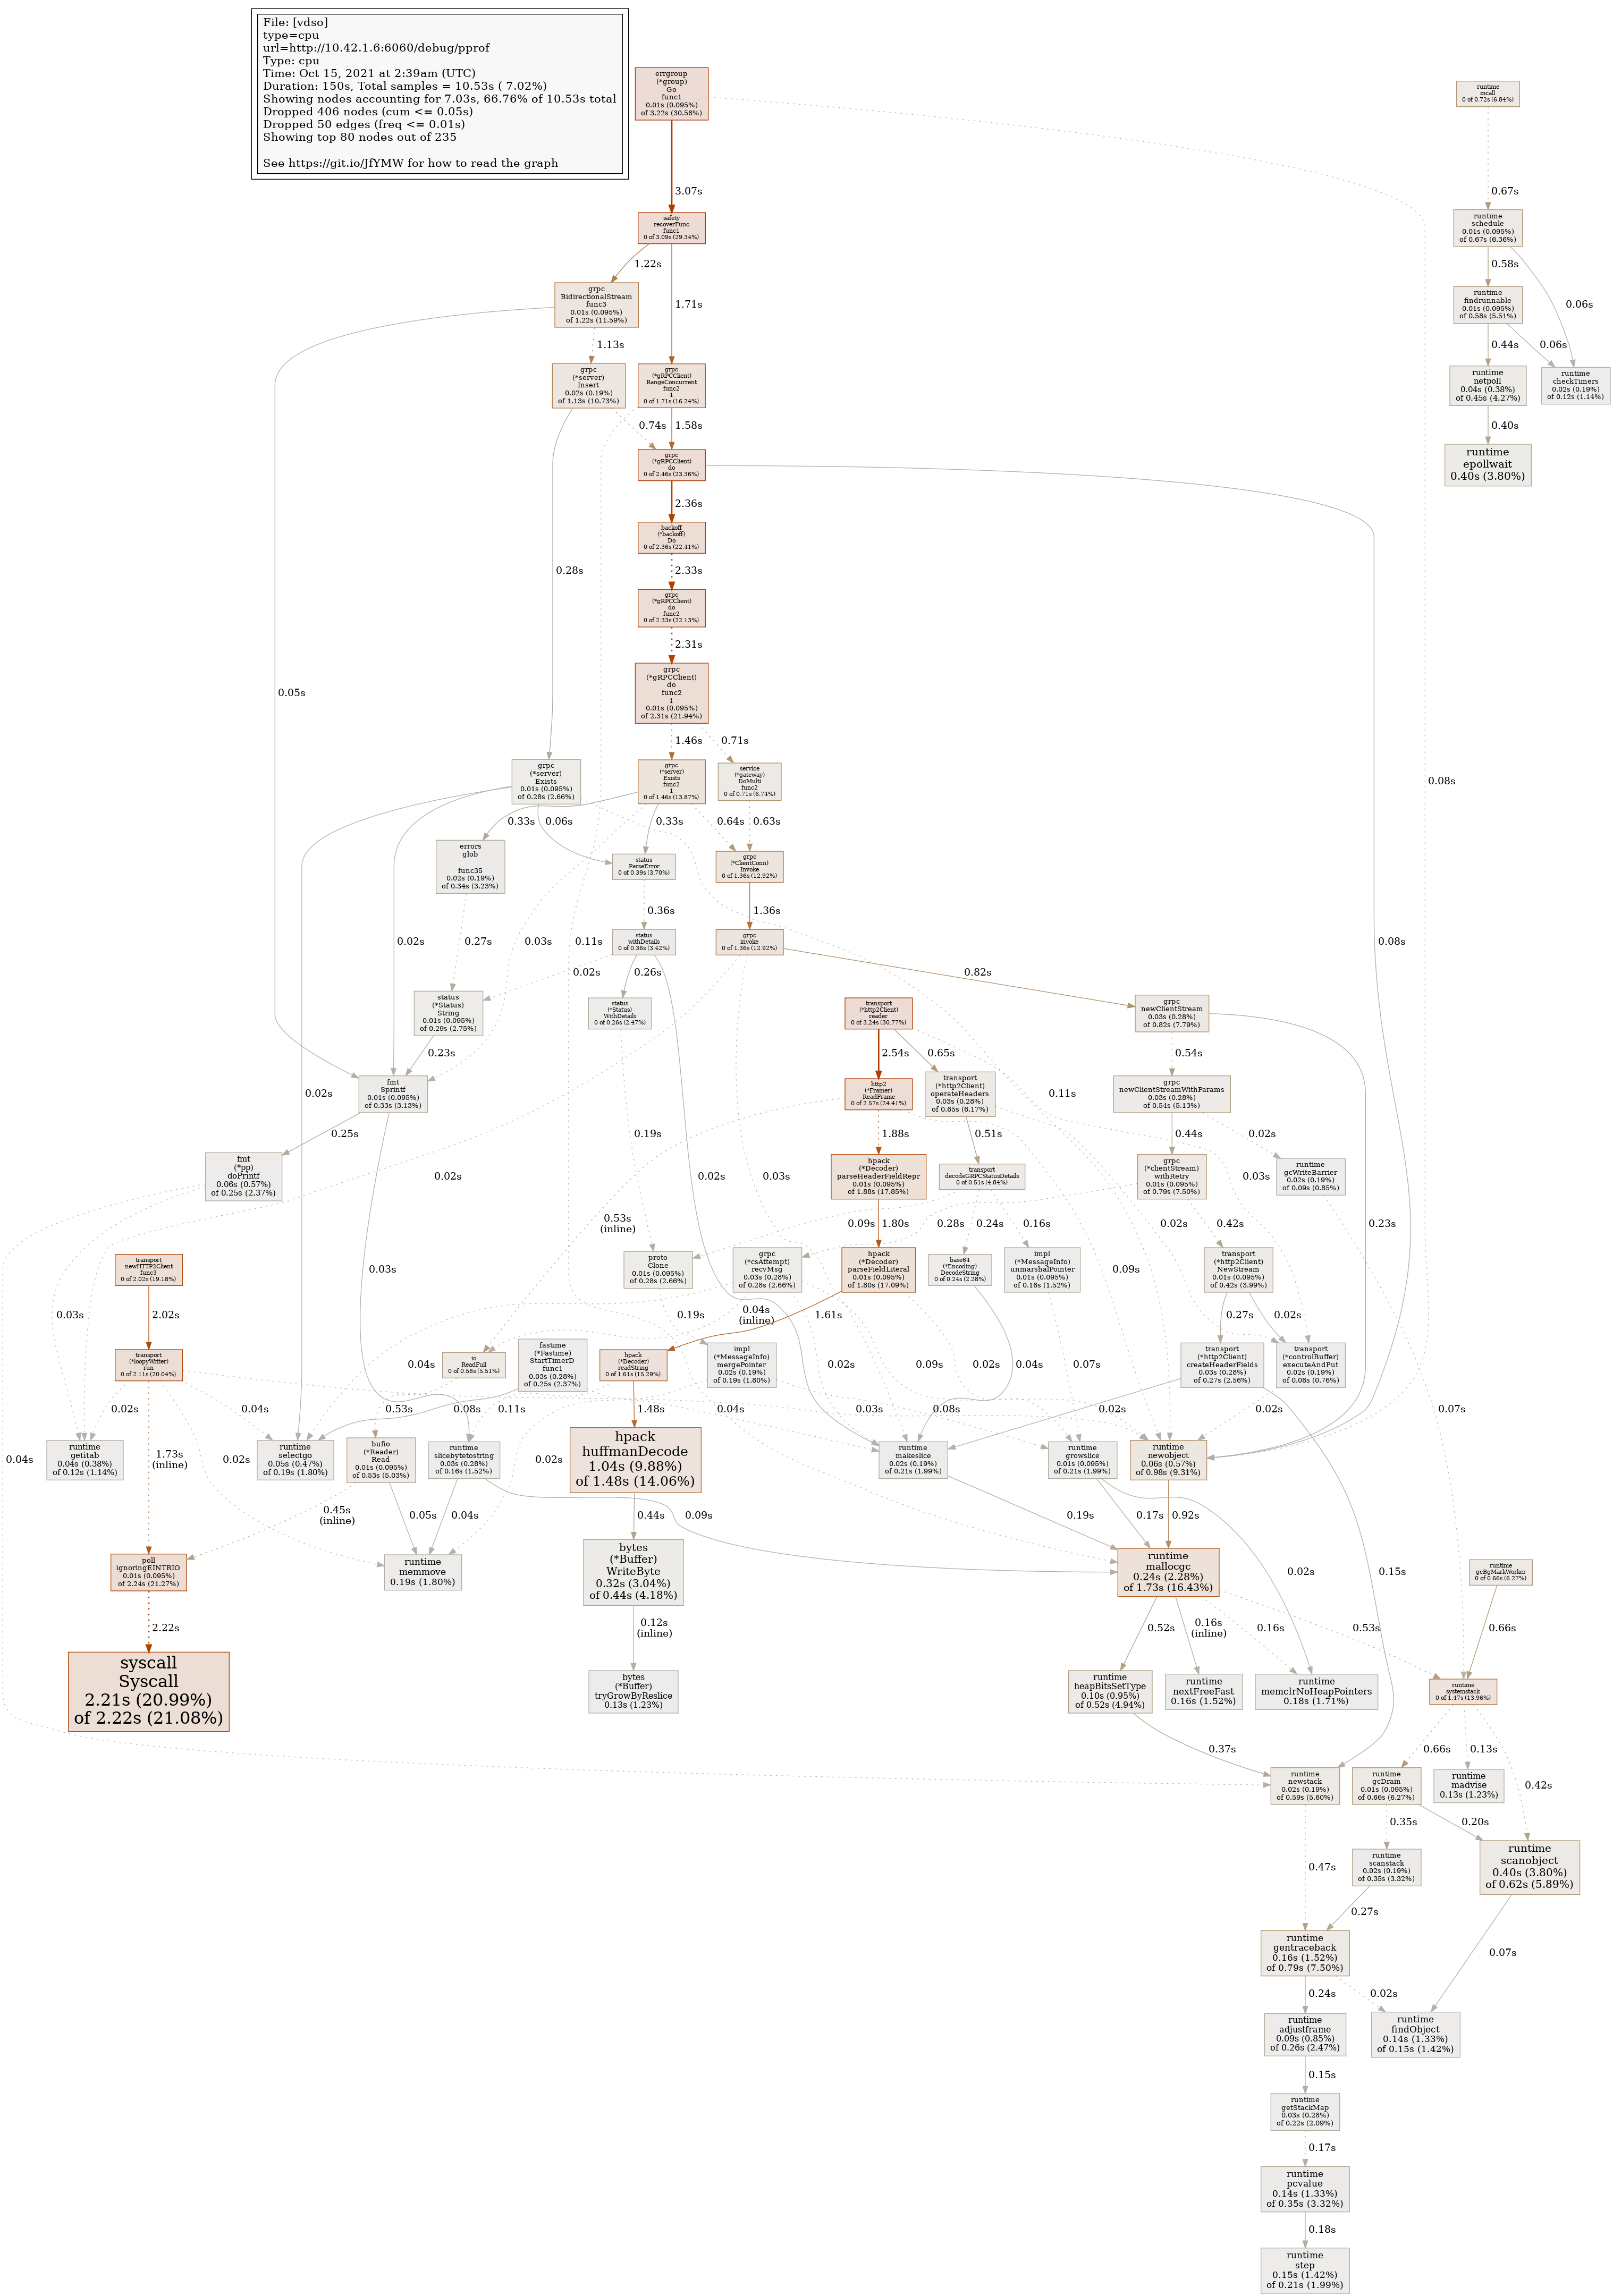 File: [vdso]
type=cpu
url=http://10.42.1.6:6060/debug/pprof
Type: cpu
Time: Oct 15, 2021 at 2:39am (UTC)
Duration: 150s, Total samples = 10.53s ( 7.02%)
Showing nodes accounting for 7.03s, 66.76% of 10.53s total
Dropped 406 nodes (cum <= 0.05s)
Dropped 50 edges (freq <= 0.01s)
Showing top 80 nodes out of 235
See https://git.io/JfYMW for how to read the graph
errgroup
(*group)
Go
func1
0.01s (0.095%)
of 3.22s (30.58%)
runtime
mcall
0 of 0.72s (6.84%)
3.07s
0.67s
safety
recoverFunc
func1
0 of 3.09s (29.34%)
runtime
schedule
0.01s (0.095%)
of 0.67s (6.36%)
1.22s
1.71s
0.58s
0.06s
grpc
BidirectionalStream
func3
0.01s (0.095%)
of 1.22s (11.59%)
runtime
findrunnable
0.01s (0.095%)
of 0.58s (5.51%)
1.13s
0.44s
0.06s
grpc
(*server)
Insert
0.02s (0.19%)
of 1.13s (10.73%)
grpc
(*gRPCClient)
RangeConcurrent
func2
1
0 of 1.71s (16.24%)
runtime
netpoll
0.04s (0.38%)
of 0.45s (4.27%)
runtime
checkTimers
0.02s (0.19%)
of 0.12s (1.14%)
0.74s
1.58s
0.40s
grpc
(*gRPCClient)
do
0 of 2.46s (23.36%)
runtime
epollwait
0.40s (3.80%)
2.36s
backoff
(*backoff)
Do
0 of 2.36s (22.41%)
0.28s
2.33s
grpc
(*gRPCClient)
do
func2
0 of 2.33s (22.13%)
2.31s
grpc
(*gRPCClient)
do
func2
1
0.01s (0.095%)
of 2.31s (21.94%)
0.05s
1.46s
0.71s
0.08s
grpc
(*server)
Exists
0.01s (0.095%)
of 0.28s (2.66%)
grpc
(*server)
Exists
func2
1
0 of 1.46s (13.87%)
service
(*gateway)
DoMulti
func2
0 of 0.71s (6.74%)
0.33s
0.06s
0.33s
0.64s
0.63s
errors
glob
func35
0.02s (0.19%)
of 0.34s (3.23%)
status
ParseError
0 of 0.39s (3.70%)
grpc
(*ClientConn)
Invoke
0 of 1.36s (12.92%)
0.36s
1.36s
0.02s
0.27s
0.03s
0.11s
0.08s
status
withDetails
0 of 0.36s (3.42%)
grpc
invoke
0 of 1.36s (12.92%)
0.02s
0.26s
0.82s
status
(*Status)
String
0.01s (0.095%)
of 0.29s (2.75%)
status
(*Status)
WithDetails
0 of 0.26s (2.47%)
transport
(*http2Client)
reader
0 of 3.24s (30.77%)
grpc
newClientStream
0.03s (0.28%)
of 0.82s (7.79%)
0.23s
2.54s
0.65s
0.54s
fmt
Sprintf
0.01s (0.095%)
of 0.33s (3.13%)
0.02s
http2
(*Framer)
ReadFrame
0 of 2.57s (24.41%)
transport
(*http2Client)
operateHeaders
0.03s (0.28%)
of 0.65s (6.17%)
0.11s
grpc
newClientStreamWithParams
0.03s (0.28%)
of 0.54s (5.13%)
0.25s
0.19s
1.88s
0.51s
0.44s
0.02s
fmt
(*pp)
doPrintf
0.06s (0.57%)
of 0.25s (2.37%)
0.02s
0.02s
0.03s
hpack
(*Decoder)
parseHeaderFieldRepr
0.01s (0.095%)
of 1.88s (17.85%)
transport
decodeGRPCStatusDetails
0 of 0.51s (4.84%)
0.03s
grpc
(*clientStream)
withRetry
0.01s (0.095%)
of 0.79s (7.50%)
runtime
gcWriteBarrier
0.02s (0.19%)
of 0.09s (0.85%)
0.53s
(inline)
0.09s
1.80s
0.28s
0.24s
0.16s
0.02s
0.42s
0.23s
transport
newHTTP2Client
func3
0 of 2.02s (19.18%)
0.03s
proto
Clone
0.01s (0.095%)
of 0.28s (2.66%)
grpc
(*csAttempt)
recvMsg
0.03s (0.28%)
of 0.28s (2.66%)
hpack
(*Decoder)
parseFieldLiteral
0.01s (0.095%)
of 1.80s (17.09%)
base64
(*Encoding)
DecodeString
0 of 0.24s (2.28%)
impl
(*MessageInfo)
unmarshalPointer
0.01s (0.095%)
of 0.16s (1.52%)
0.09s
transport
(*http2Client)
NewStream
0.01s (0.095%)
of 0.42s (3.99%)
0.03s
2.02s
0.19s
0.04s
(inline)
1.61s
0.27s
0.02s
transport
(*loopyWriter)
run
0 of 2.11s (20.04%)
0.04s
io
ReadFull
0 of 0.58s (5.51%)
fastime
(*Fastime)
StartTimerD
func1
0.03s (0.28%)
of 0.25s (2.37%)
hpack
(*Decoder)
readString
0 of 1.61s (15.29%)
impl
(*MessageInfo)
mergePointer
0.02s (0.19%)
of 0.19s (1.80%)
0.02s
0.09s
0.02s
0.04s
0.07s
transport
(*http2Client)
createHeaderFields
0.03s (0.28%)
of 0.27s (2.56%)
transport
(*controlBuffer)
executeAndPut
0.02s (0.19%)
of 0.08s (0.76%)
0.02s
0.04s
0.53s
0.08s
0.11s
1.48s
0.04s
0.03s
0.08s
0.02s
0.02s
0.07s
0.04s
runtime
getitab
0.04s (0.38%)
of 0.12s (1.14%)
1.73s
(inline)
0.02s
runtime
selectgo
0.05s (0.47%)
of 0.19s (1.80%)
bufio
(*Reader)
Read
0.01s (0.095%)
of 0.53s (5.03%)
runtime
slicebytetostring
0.03s (0.28%)
of 0.16s (1.52%)
0.02s
hpack
huffmanDecode
1.04s (9.88%)
of 1.48s (14.06%)
runtime
makeslice
0.02s (0.19%)
of 0.21s (1.99%)
runtime
growslice
0.01s (0.095%)
of 0.21s (1.99%)
runtime
newobject
0.06s (0.57%)
of 0.98s (9.31%)
0.45s
(inline)
0.05s
0.04s
0.09s
0.44s
0.19s
0.17s
0.92s
0.02s
0.15s
poll
ignoringEINTRIO
0.01s (0.095%)
of 2.24s (21.27%)
runtime
memmove
0.19s (1.80%)
bytes
(*Buffer)
WriteByte
0.32s (3.04%)
of 0.44s (4.18%)
runtime
mallocgc
0.24s (2.28%)
of 1.73s (16.43%)
runtime
gcBgMarkWorker
0 of 0.66s (6.27%)
2.22s
0.12s
(inline)
0.52s
0.16s
(inline)
0.16s
0.53s
0.66s
syscall
Syscall
2.21s (20.99%)
of 2.22s (21.08%)
bytes
(*Buffer)
tryGrowByReslice
0.13s (1.23%)
runtime
heapBitsSetType
0.10s (0.95%)
of 0.52s (4.94%)
runtime
nextFreeFast
0.16s (1.52%)
runtime
memclrNoHeapPointers
0.18s (1.71%)
runtime
systemstack
0 of 1.47s (13.96%)
0.37s
0.66s
0.13s
0.42s
runtime
newstack
0.02s (0.19%)
of 0.59s (5.60%)
runtime
gcDrain
0.01s (0.095%)
of 0.66s (6.27%)
runtime
madvise
0.13s (1.23%)
0.35s
0.20s
0.47s
runtime
scanstack
0.02s (0.19%)
of 0.35s (3.32%)
runtime
scanobject
0.40s (3.80%)
of 0.62s (5.89%)
0.27s
runtime
gentraceback
0.16s (1.52%)
of 0.79s (7.50%)
0.07s
0.24s
0.02s
runtime
adjustframe
0.09s (0.85%)
of 0.26s (2.47%)
runtime
findObject
0.14s (1.33%)
of 0.15s (1.42%)
0.15s
runtime
getStackMap
0.03s (0.28%)
of 0.22s (2.09%)
0.17s
runtime
pcvalue
0.14s (1.33%)
of 0.35s (3.32%)
0.18s
runtime
step
0.15s (1.42%)
of 0.21s (1.99%)